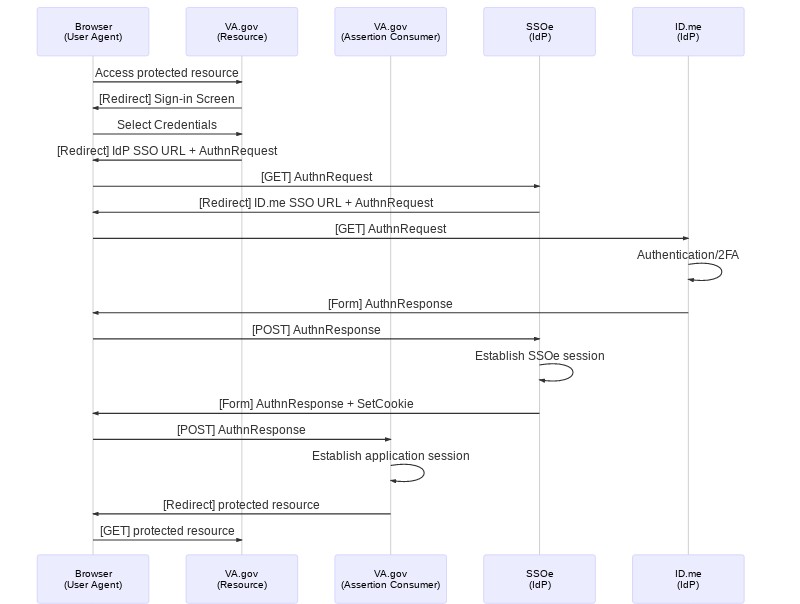 Browser
(User Agent)
VA.gov
(Resource)
VA.gov
(Assertion Consumer)
SSOe
(IdP)
ID.me
(IdP)
Access protected resource
[Redirect] Sign-in Screen
Select Credentials
[Redirect] IdP SSO URL + AuthnRequest
[GET] AuthnRequest
[Redirect] ID.me SSO URL + AuthnRequest
[GET] AuthnRequest
Authentication/2FA
[Form] AuthnResponse
[POST] AuthnResponse
Establish SSOe session
[Form] AuthnResponse + SetCookie
[POST] AuthnResponse
Establish application session
[Redirect] protected resource
[GET] protected resource
Browser
(User Agent)
VA.gov
(Resource)
VA.gov
(Assertion Consumer)
SSOe
(IdP)
ID.me
(IdP)